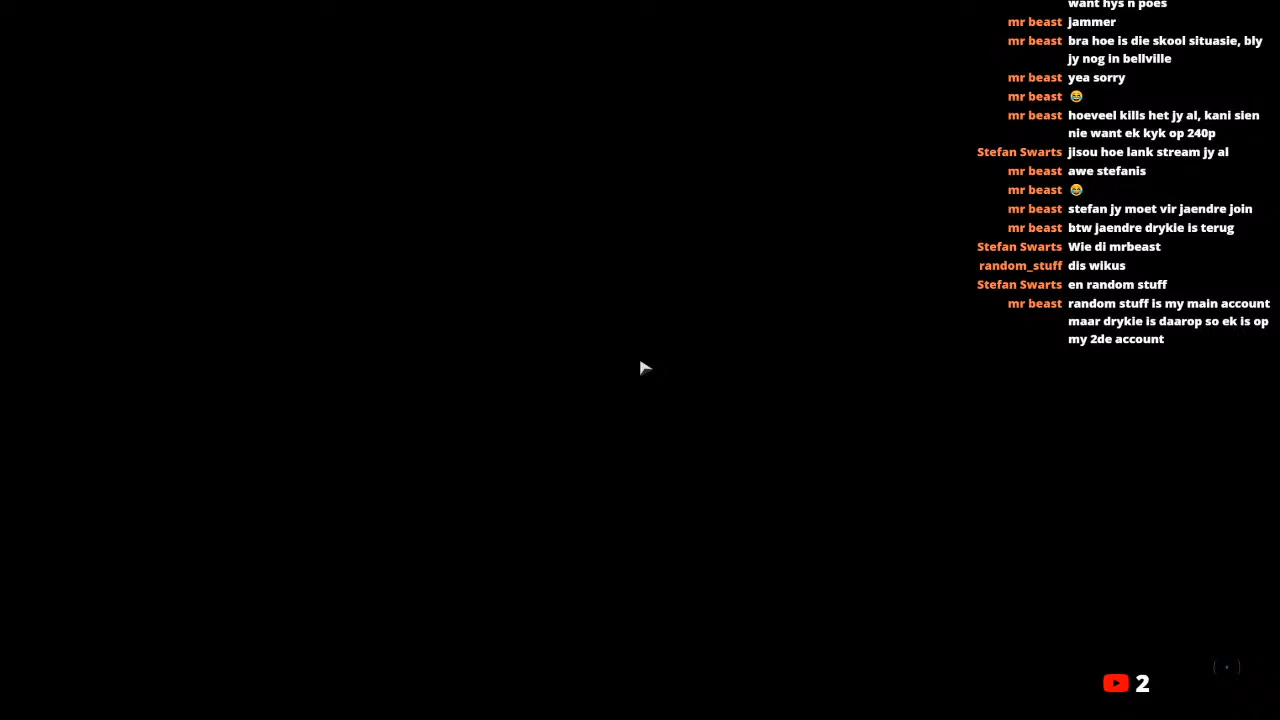 want hys n poes
mr beast jammer
mr beast bra hoe is die skool situasie, bly
jy nog in bellville
mr beast yea sorry
mr beast 😂
mr beast hoeveel kills het jy al, kani sien
nie want ek kyk op 240p
Stefan Swarts jisou hoe lank stream jy al
mr beast awe stefanis
mr beast 😂
mr beast stefan jy moet vir jaendre join
mr beast btw jaendre drykie is terug
Stefan Swarts Wie di mrbeast
random_stuff dis wikus
Stefan Swarts en random stuff
mr beast random stuff is my main account
maar drykie is daarop so ek is op
my 2de account
2